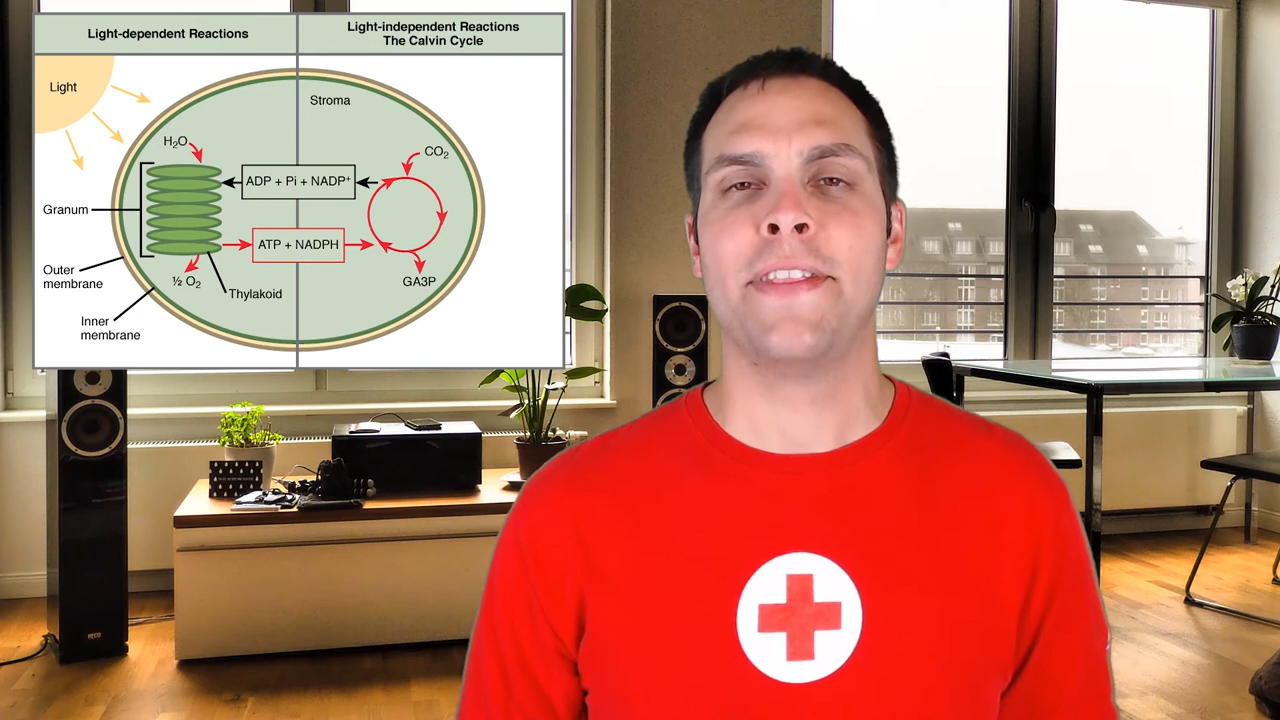 Light-dependent Reactions
Light-independent Reactions
The Calvin Cycle
Light
Stroma
H₂O
CO₂
ADP + Pi + NADP⁺
Granum
ATP + NADPH
Outer
membrane
½ O₂
GA3P
Thylakoid
Inner
membrane
HECO